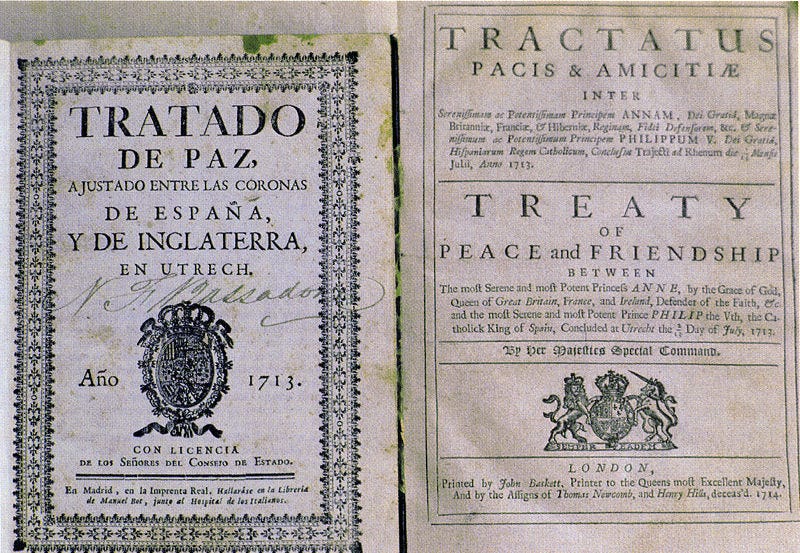 TRATADO
DE PAZ,
AJUSTADO ENTRE LAS CORONAS
DE ESPAÑA,
Y DE INGLATERRA,
EN UTRECH.
Año 1713.
CON LICENCIA
DE LOS SEÑORES DEL CONSEJO DE ESTADO.
En Madrid, en la Imprenta Real, Hallaráse en la Libreria
de Manuel Bot, junto al Hospital de los Italianos.
TRACTATUS
PACIS & AMICITIÆ
INTER
Serenissimam ac Potentissimam Principem ANNAM, Dei Gratiâ, Magnæ
Britanniæ, Franciæ, & Hiberniæ, Reginam, Fidei Defensorem, &c. & Sere-
nissimum ac Potentissimum Principem PHILIPPUM V. Dei Gratiâ,
Hispaniarum Regem Catholicum, Conclusus Trajecti ad Rhenum die 2/13 Mensis
Julii, Anno 1713.
TREATY
OF
PEACE and FRIENDSHIP
BETWEEN
The most Serene and most Potent Princess ANNE, by the Grace of God,
Queen of Great Britain, France, and Ireland, Defender of the Faith, &c.
and the most Serene and most Potent Prince PHILIP the Vth, the Ca-
tholick King of Spain, Concluded at Utrecht the 2/13 Day of July, 1713.
By Her Majesties Special Command.
SEMPER EADEM
LONDON,
Printed by John Baskett, Printer to the Queens most Excellent Majesty,
And by the Assigns of Thomas Newcomb, and Henry Hills, deceas'd. 1714.